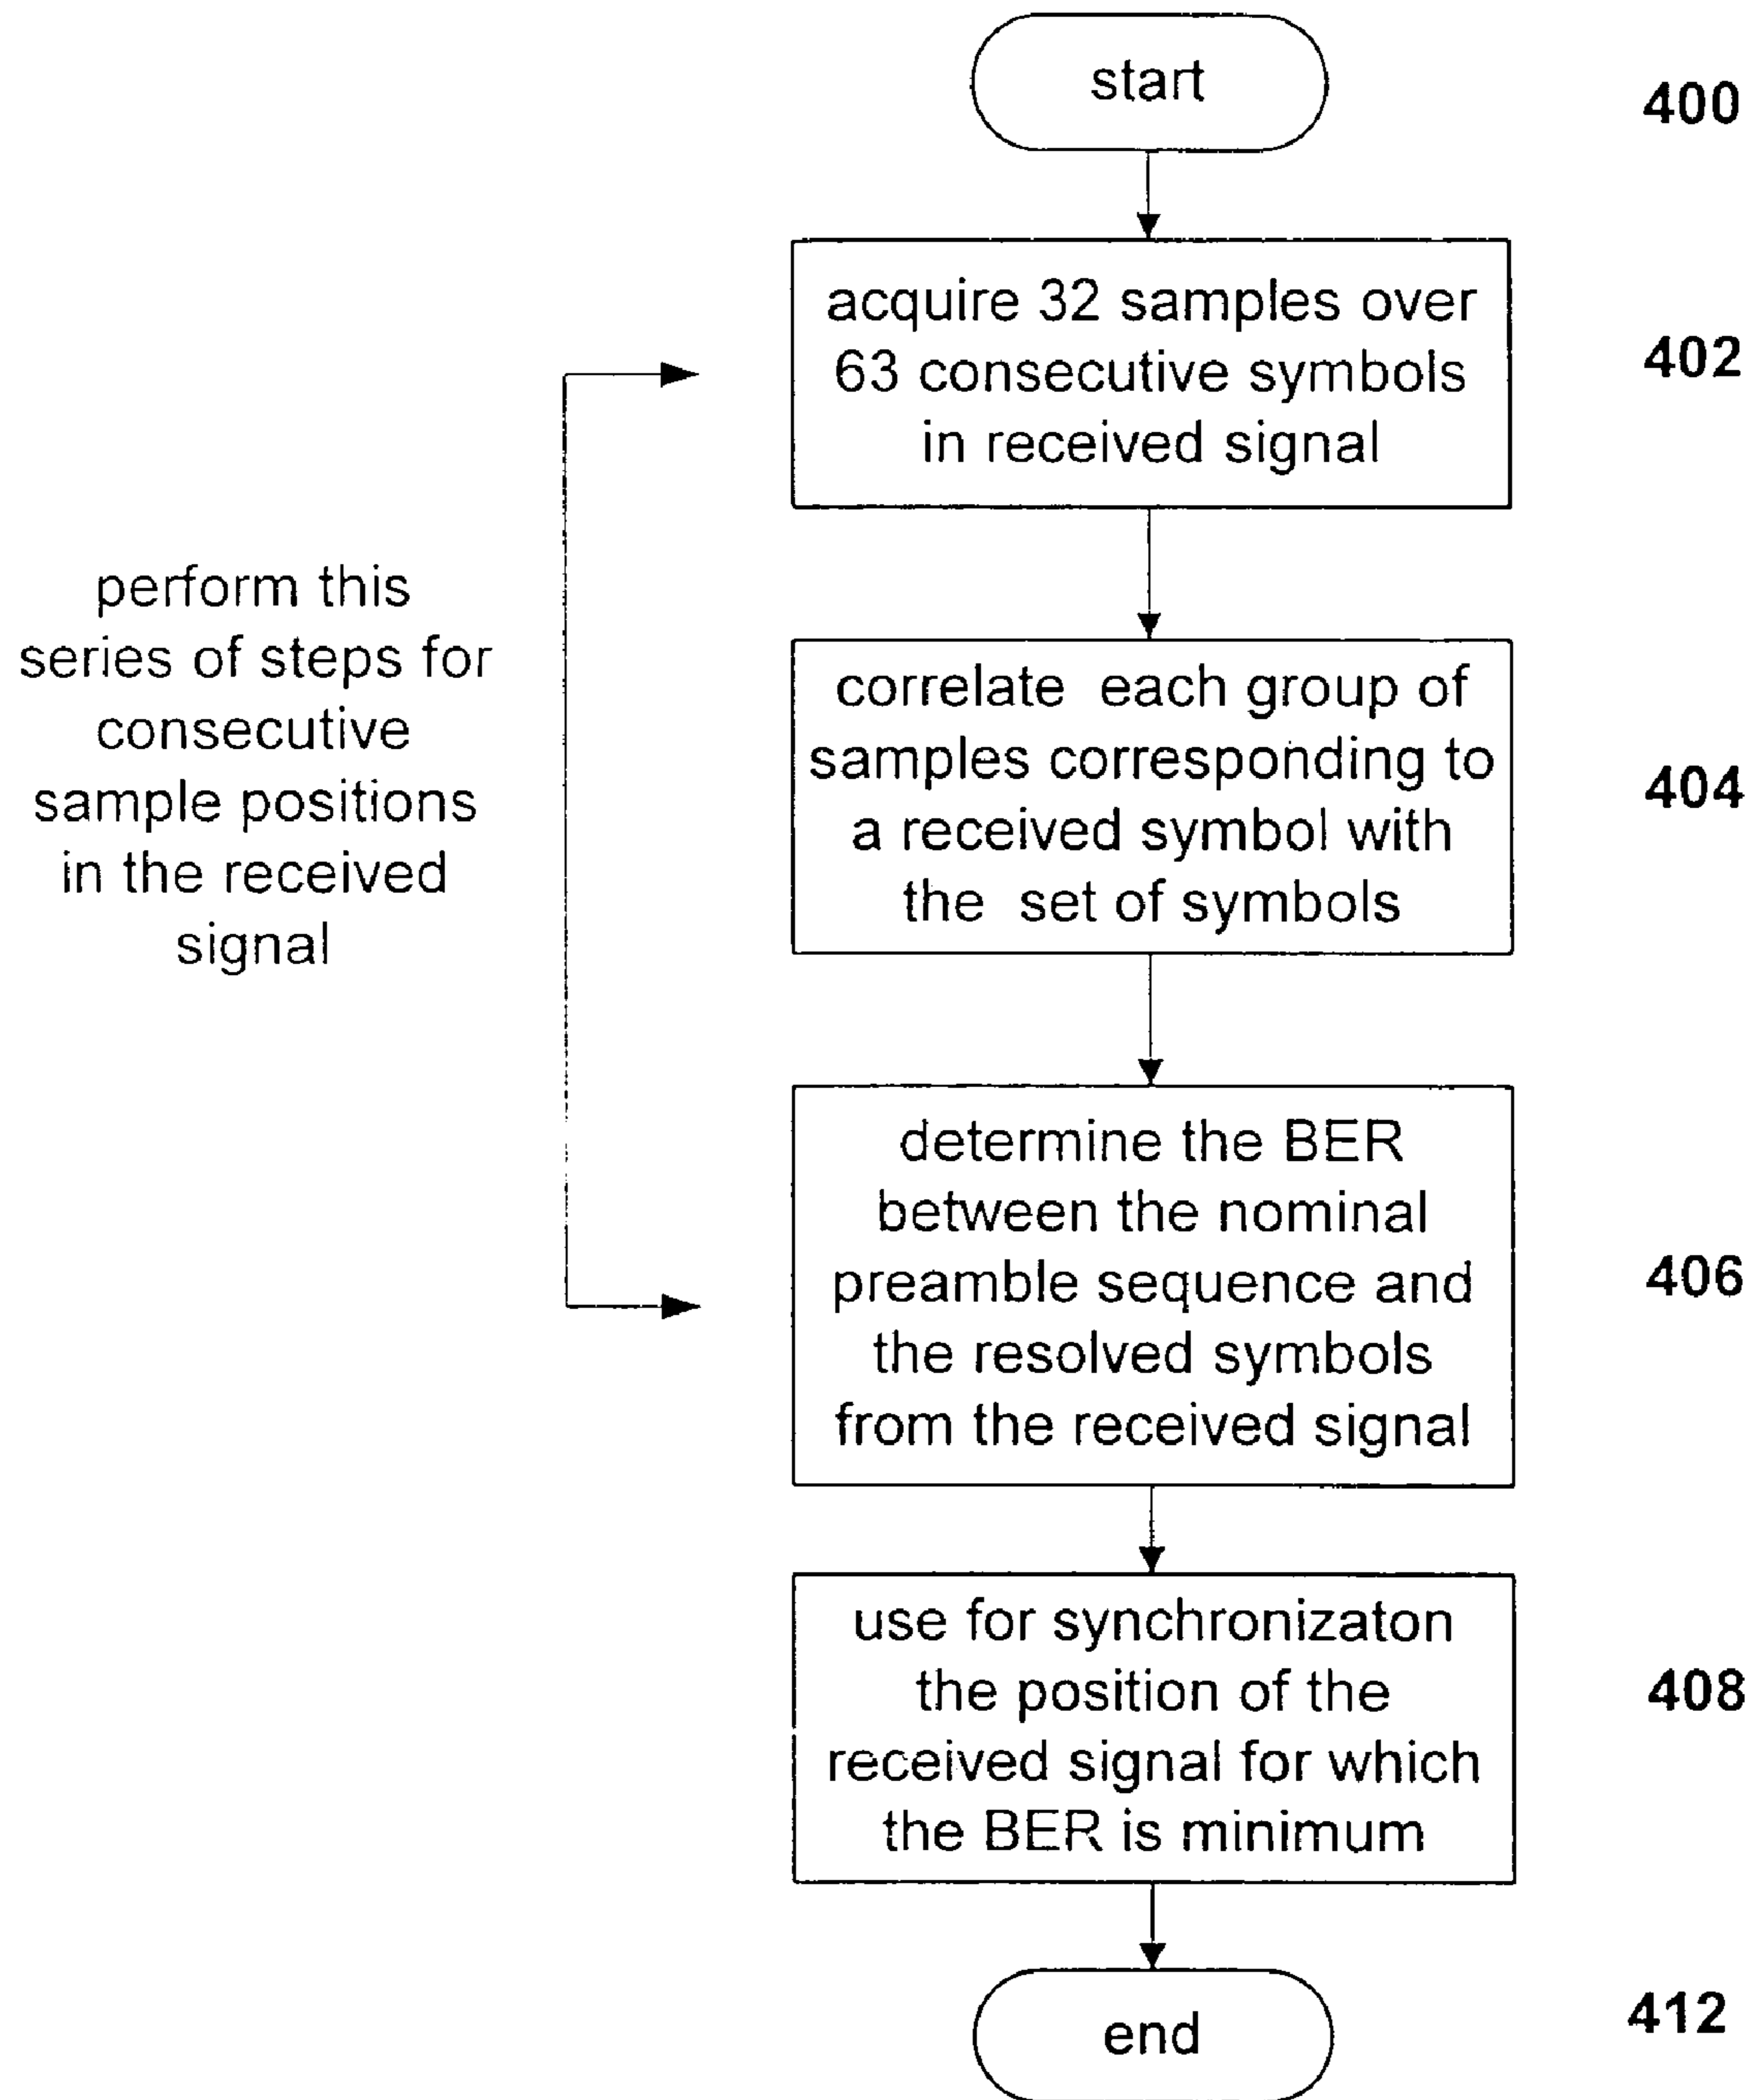 start
400
acquire 32 samples over
63 consecutive symbols
in received signal
402
perform this
series of steps for
consecutive
sample positions
in the received
signal
correlate each group of
samples corresponding to
a received symbol with
the set of symbols
404
determine the BER
between the nominal
preamble sequence and
the resolved symbols
from the received signal
406
use for synchronizaton
the position of the
received signal for which
the BER is minimum
408
end
412